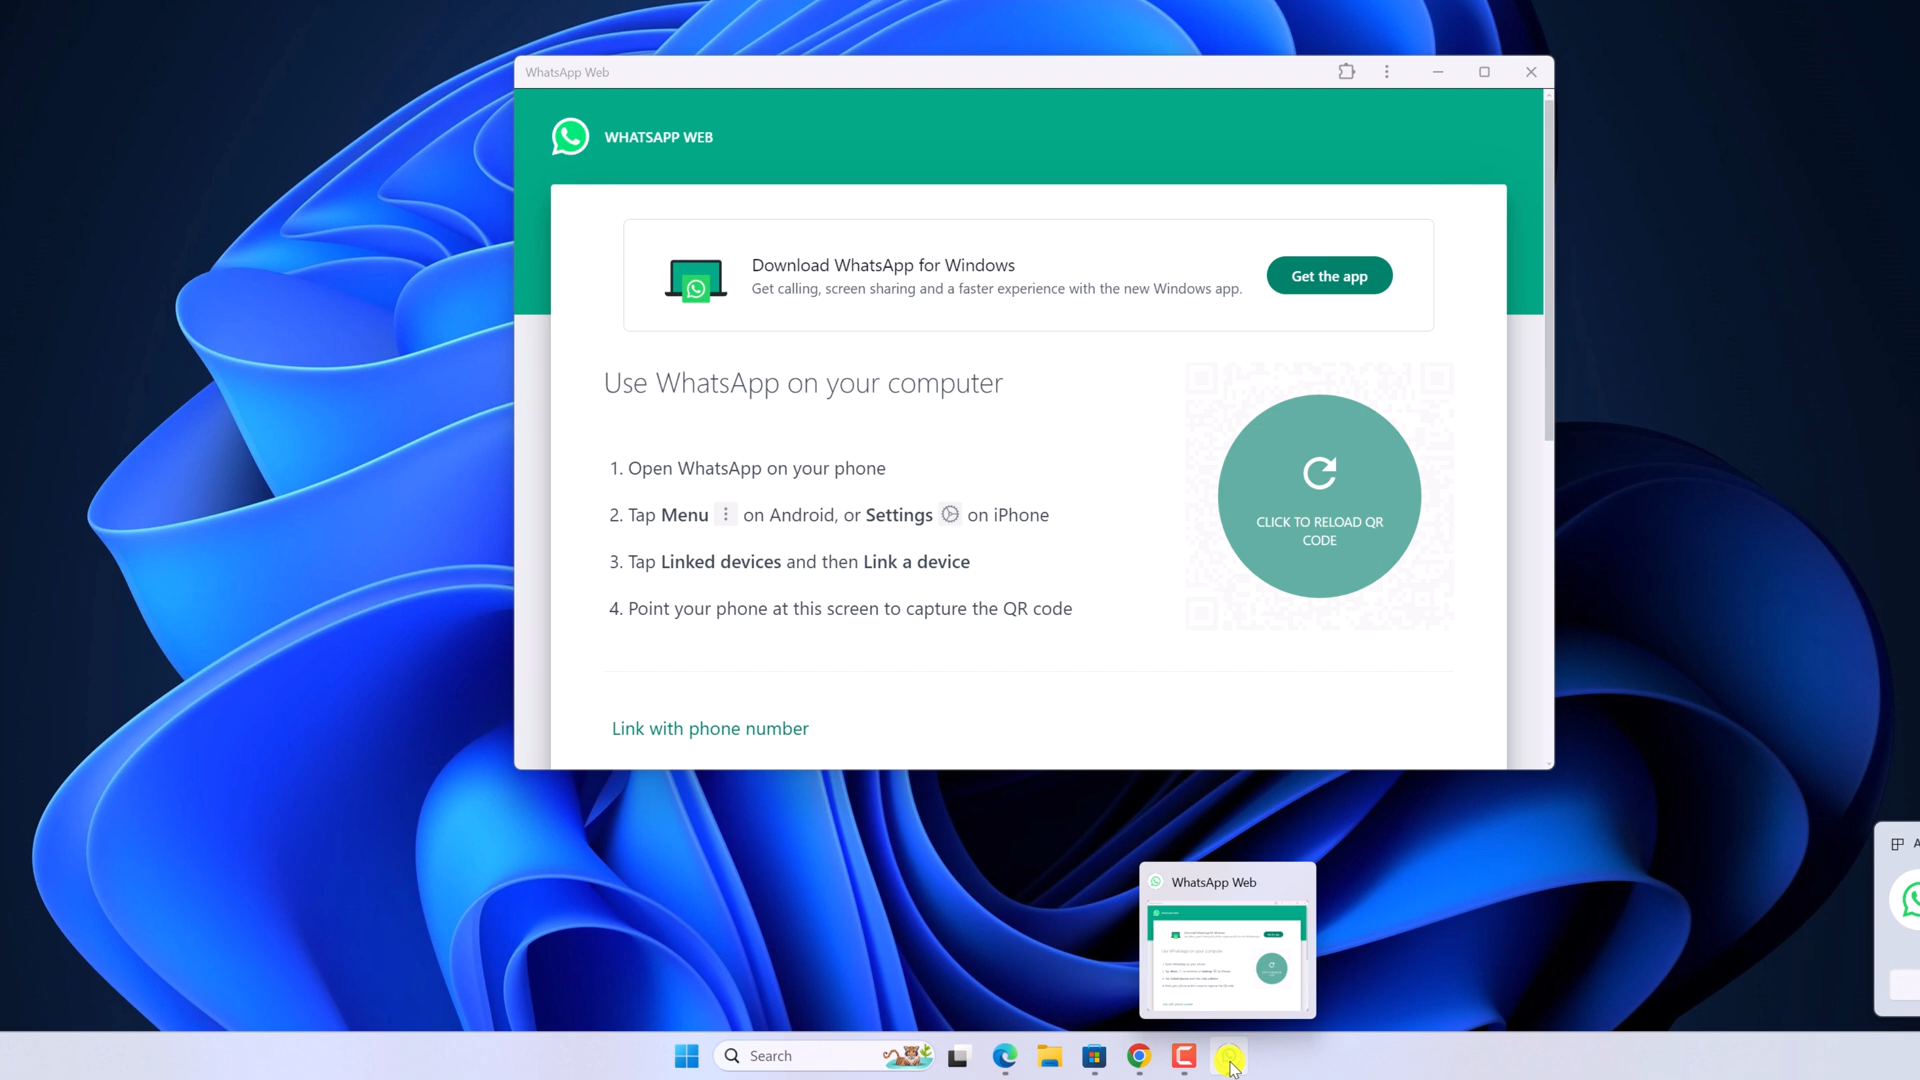 WhatsApp Web
WHATSAPP WEB
Download WhatsApp for Windows
Get calling, screen sharing and a faster experience with the new Windows app.
Get the app
Use WhatsApp on your computer
1. Open WhatsApp on your phone
2. Tap Menu on Android, or Settings on iPhone
3. Tap Linked devices and then Link a device
4. Point your phone at this screen to capture the QR code
CLICK TO RELOAD QR
CODE
Link with phone number
WhatsApp Web
Search